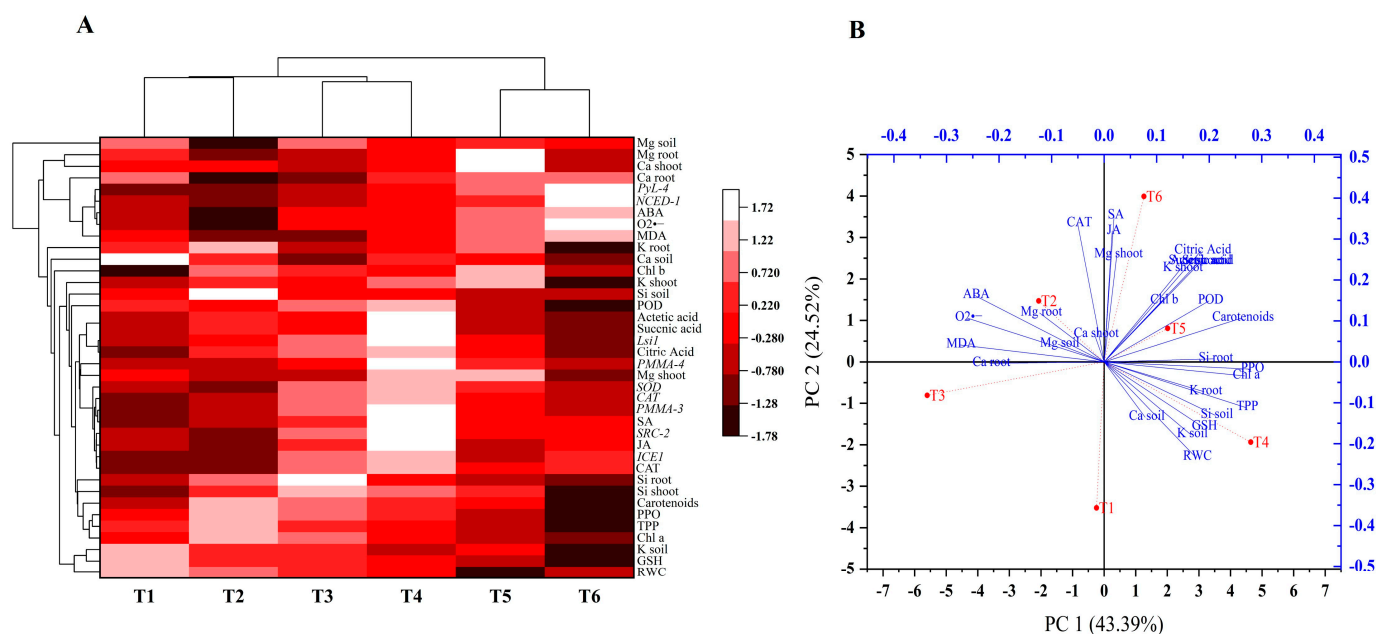 A
Mg soil
Mg root
Ca shoot
Ca root
PyL-4
NCED-1
ABA
O2•−
MDA
K root
Ca soil
Chl b
K shoot
Si soil
POD
Actetic acid
Succnic acid
Lsi1
Citric Acid
PMMA-4
Mg shoot
SOD
CAT
PMMA-3
SA
SRC-2
JA
ICE1
CAT
Si root
Si shoot
Carotenoids
PPO
TPP
Chl a
K soil
GSH
RWC
T1 T2 T3 T4 T5 T6
1.72
1.22
0.720
0.220
-0.280
-0.780
-1.28
-1.78
B
-0.4 -0.3 -0.2 -0.1 0.0 0.1 0.2 0.3 0.4
5
4
3
2
1
0
-1
-2
-3
-4
-5
PC 2 (24.52%)
0.5
0.4
0.3
0.2
0.1
0.0
-0.1
-0.2
-0.3
-0.4
-0.5
T6
SA
CAT
JA
Mg shoot
Citric Acid
K shoot
ABA
T2
Chl b
POD
Mg root
O2•−
Carotenoids
Ca shoot
T5
MDA
Mg soil
Ca root
Si root
PPO
Chl a
K root
T3
TPP
Ca soil
Si soil
GSH
K soil
T4
RWC
T1
-7 -6 -5 -4 -3 -2 -1 0 1 2 3 4 5 6 7
PC 1 (43.39%)